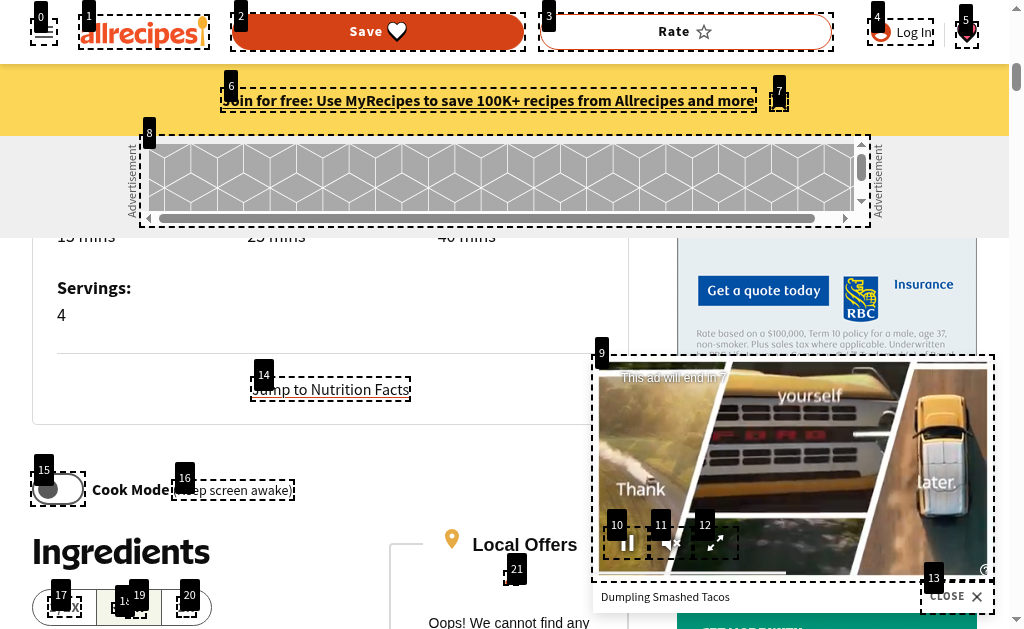 allrecipes
Save
Rate
Log In
Join for free: Use MyRecipes to save 100K+ recipes from Allrecipes and more
Advertisement
Advertisement
15 mins
25 mins
40 mins
Servings:
4
Get a quote today
RBC
Insurance
Rate based on a $100,000, Term 10 policy for a male, age 37,
non-smoker. Plus sales tax where applicable. Underwritten
Jump to Nutrition Facts
This ad will end in 7
yourself
FORD
Thank
later.
Cook Mode (Keep screen awake)
Ingredients
Local Offers
Oops! We cannot find any
Dumpling Smashed Tacos
CLOSE
0
1
2
3
4
5
6
7
8
9
10
11
12
13
14
15
16
17
18
19
20
21